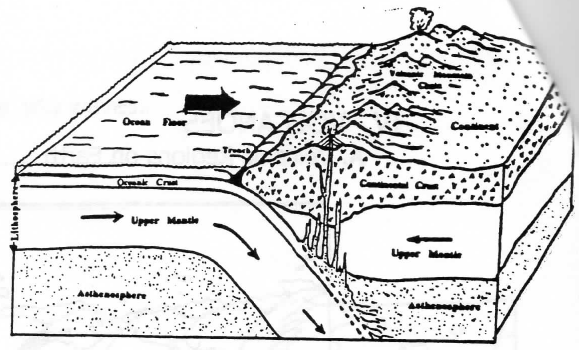 Volcanic Mountain
Chain
Ocean Floor
Continent
Trench
Oceanic Crust
Continental Crust
Lithosphere
Upper Mantle
Upper Mantle
Asthenosphere
Asthenosphere